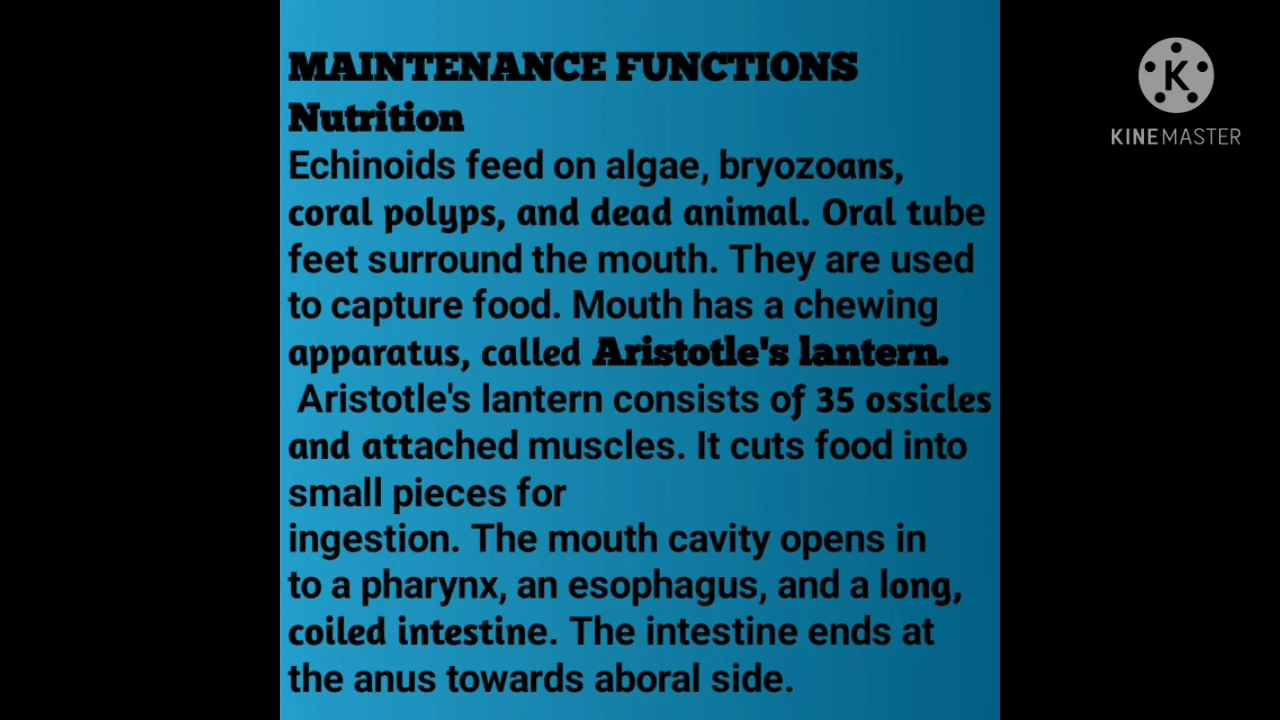 MAINTENANCE FUNCTIONS
Nutrition
Echinoids feed on algae, bryozoans,
coral polyps, and dead animal. Oral tube
feet surround the mouth. They are used
to capture food. Mouth has a chewing
apparatus, called Aristotle's lantern.
Aristotle's lantern consists of 35 ossicles
and attached muscles. It cuts food into
small pieces for
ingestion. The mouth cavity opens in
to a pharynx, an esophagus, and a long,
coiled intestine. The intestine ends at
the anus towards aboral side.
K
KINEMASTER